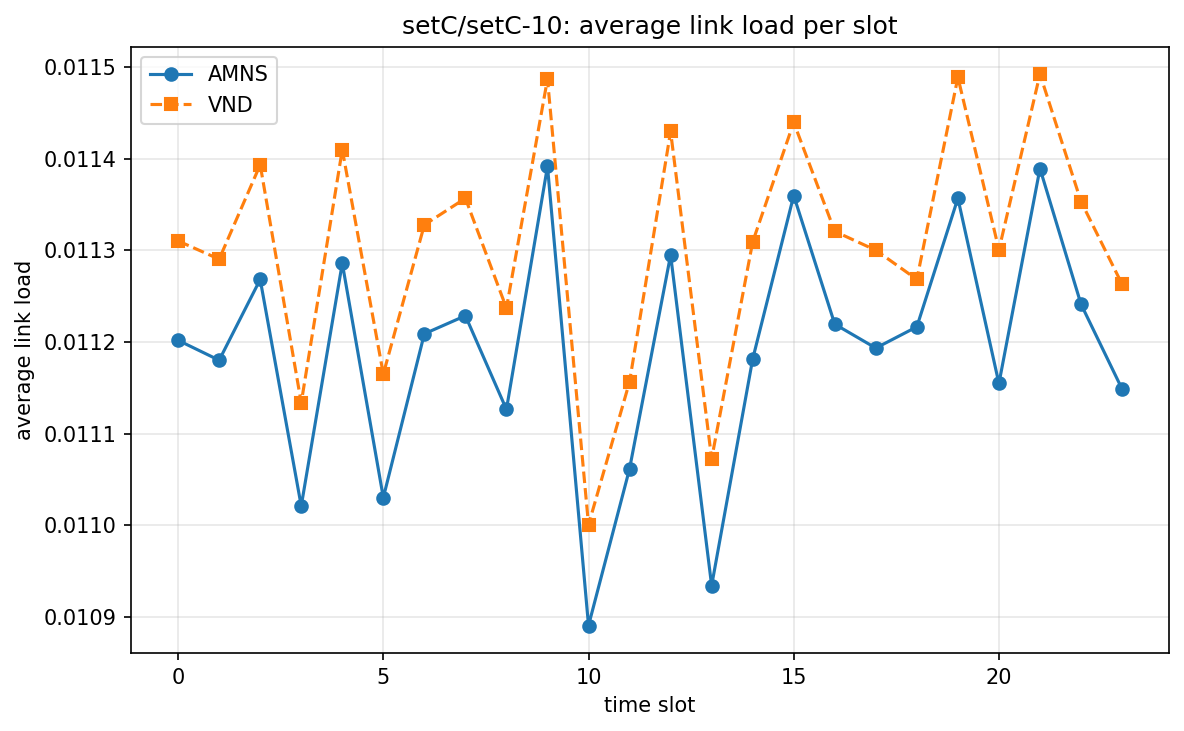 setC/setC-10: average link load per slot
AMNS
VND
average link load
0.0115
0.0114
0.0113
0.0112
0.0111
0.0110
0.0109
0 5 10 15 20
time slot